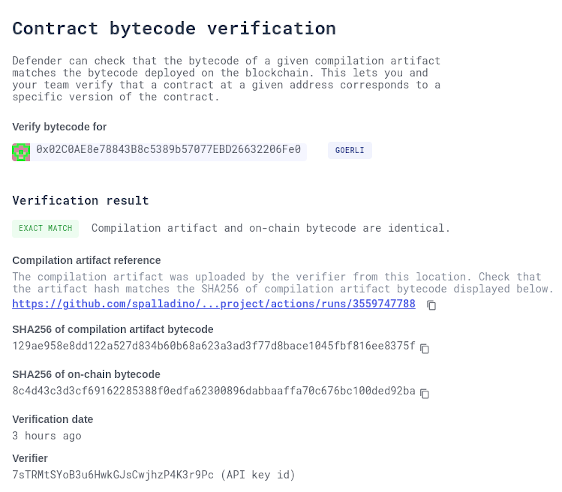 Contract bytecode verification
Defender can check that the bytecode of a given compilation artifact
matches the bytecode deployed on the blockchain. This lets you and
your team verify that a contract at a given address corresponds to a
specific version of the contract.
Verify bytecode for
0x02C0AE8e78843B8c5389b57077EBD26632206Fe0 GOERLI
Verification result
EXACT MATCH Compilation artifact and on-chain bytecode are identical.
Compilation artifact reference
The compilation artifact was uploaded by the verifier from this location. Check that
the artifact hash matches the SHA256 of compilation artifact bytecode displayed below.
https://github.com/spalladino/...project/actions/runs/3559747788
SHA256 of compilation artifact bytecode
129ae958e8dd122a527d834b60b68a623a3ad3f77d8bace1045fbf816ee8375f
SHA256 of on-chain bytecode
8c4d43c3d3cf69162285388f0edfa62300896dabbaaffa70c676bc100ded92ba
Verification date
3 hours ago
Verifier
7sTRMtSYoB3u6HwkGJsCwjhzP4K3r9Pc (API key id)